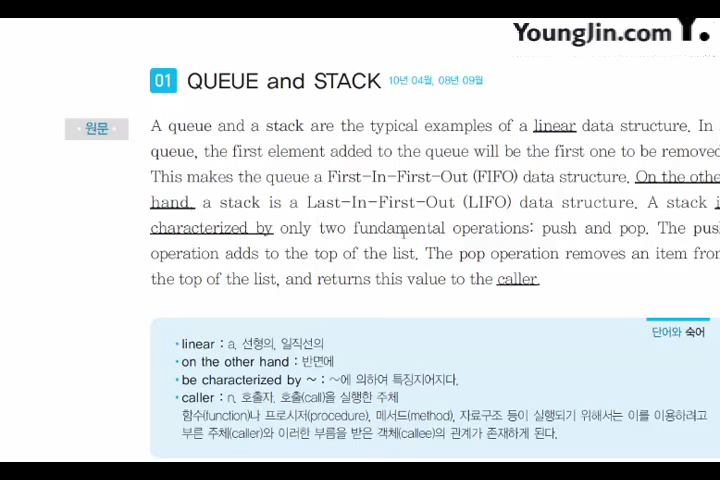 YoungJin.com Y.
01 QUEUE and STACK 10년 04월, 08년 09월
• 원문 •
A queue and a stack are the typical examples of a linear data structure. In
queue, the first element added to the queue will be the first one to be removed
This makes the queue a First-In-First-Out (FIFO) data structure. On the othe
hand, a stack is a Last-In-First-Out (LIFO) data structure. A stack i
characterized by only two fundamental operations: push and pop. The push
operation adds to the top of the list. The pop operation removes an item from
the top of the list, and returns this value to the caller.
단어와 숙어
• linear : a, 선형의, 일직선의
• on the other hand : 반면에
• be characterized by ~ : ~에 의하여 특징지어지다.
• caller : n, 호출자, 호출(call)을 실행한 주체
함수(function)나 프로시저(procedure), 메서드(method), 자료구조 등이 실행되기 위해서는 이를 이용하려고
부른 주체(caller)와 이러한 부름을 받은 객체(callee)의 관계가 존재하게 된다.